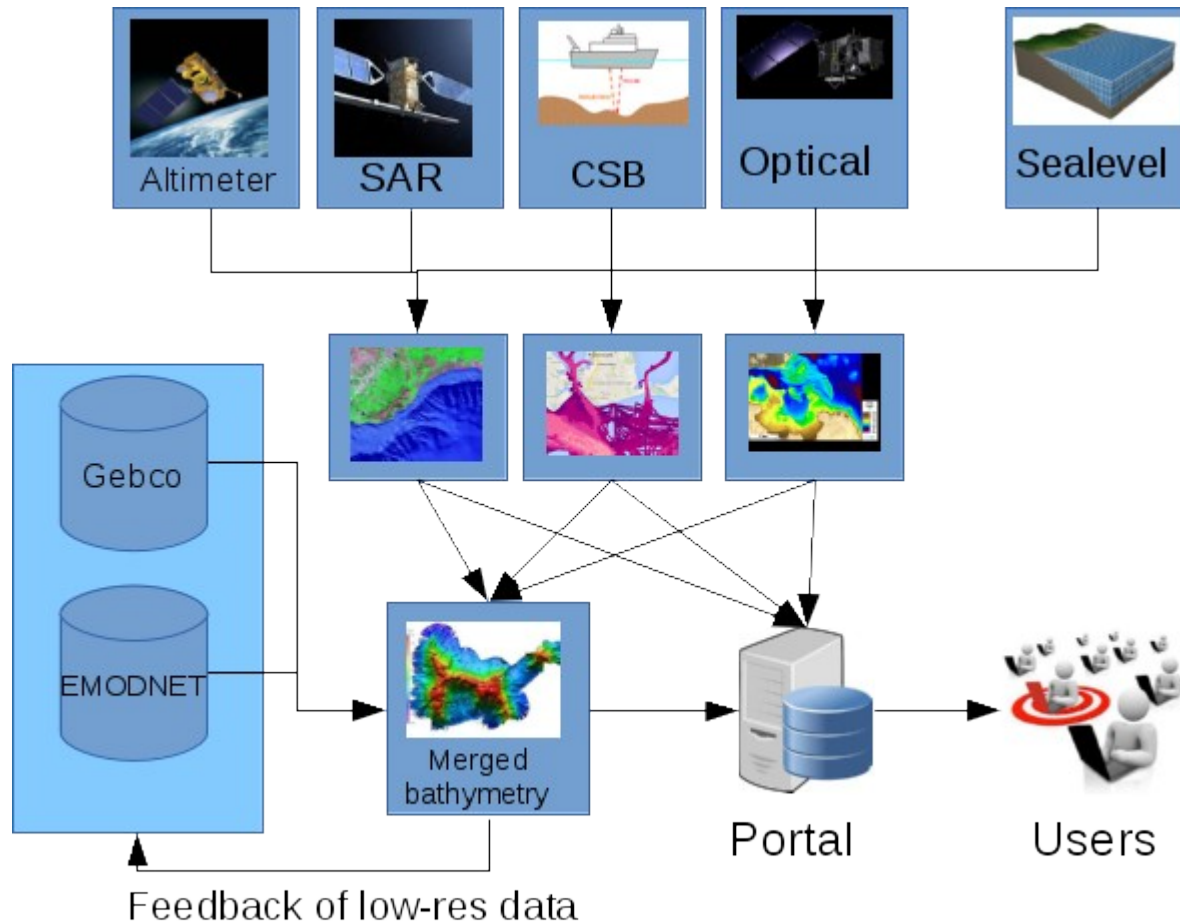 Altimeter
SAR
CSB
Optical
Sealevel
Gebco
EMODNET
Merged
bathymetry
Portal
Users
Feedback of low-res data